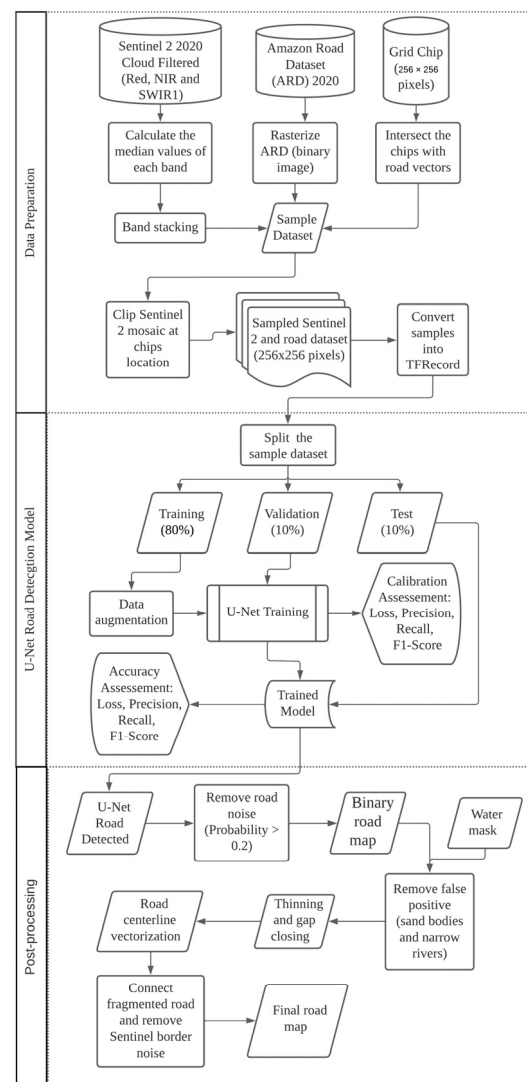 Data Preparation
Sentinel 2 2020
Cloud Filtered
(Red, NIR and
SWIR1)
Amazon Road
Dataset
(ARD) 2020
Grid Chip
(256 × 256
pixels)
Calculate the
median values of
each band
Rasterize
ARD (binary
image)
Intersect the
chips with
road vectors
Band stacking
Sample
Dataset
Clip Sentinel
2 mosaic at
chips
location
Sampled Sentinel
2 and road dataset
(256x256 pixels)
Convert
samples
into
TFRecord
U-Net Road Detecgtion Model
Split the
sample dataset
Training
(80%)
Validation
(10%)
Test
(10%)
Data
augmentation
U-Net Training
Calibration
Assessment:
Loss, Precision,
Recall,
F1-Score
Accuracy
Assessment:
Loss, Precision,
Recall,
F1-Score
Trained
Model
Post-processing
U-Net
Road
Detected
Remove road
noise
(Probability >
0.2)
Binary
road
map
Water
mask
Road
centerline
vectorization
Thinning
and gap
closing
Remove false
positive
(sand bodies
and narrow
rivers)
Connect
fragmented road
and remove
Sentinel border
noise
Final road
map